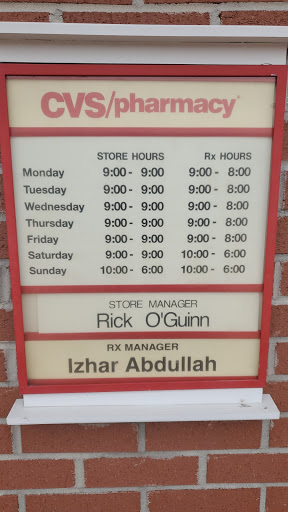 CVS/pharmacy
STORE HOURS Rx HOURS
Monday 9:00 - 9:00 9:00 - 8:00
Tuesday 9:00 - 9:00 9:00 - 8:00
Wednesday 9:00 - 9:00 9:00 - 8:00
Thursday 9:00 - 9:00 9:00 - 8:00
Friday 9:00 - 9:00 9:00 - 8:00
Saturday 9:00 - 9:00 10:00 - 6:00
Sunday 10:00 - 6:00 10:00 - 6:00
STORE MANAGER
Rick O'Guinn
RX MANAGER
Izhar Abdullah